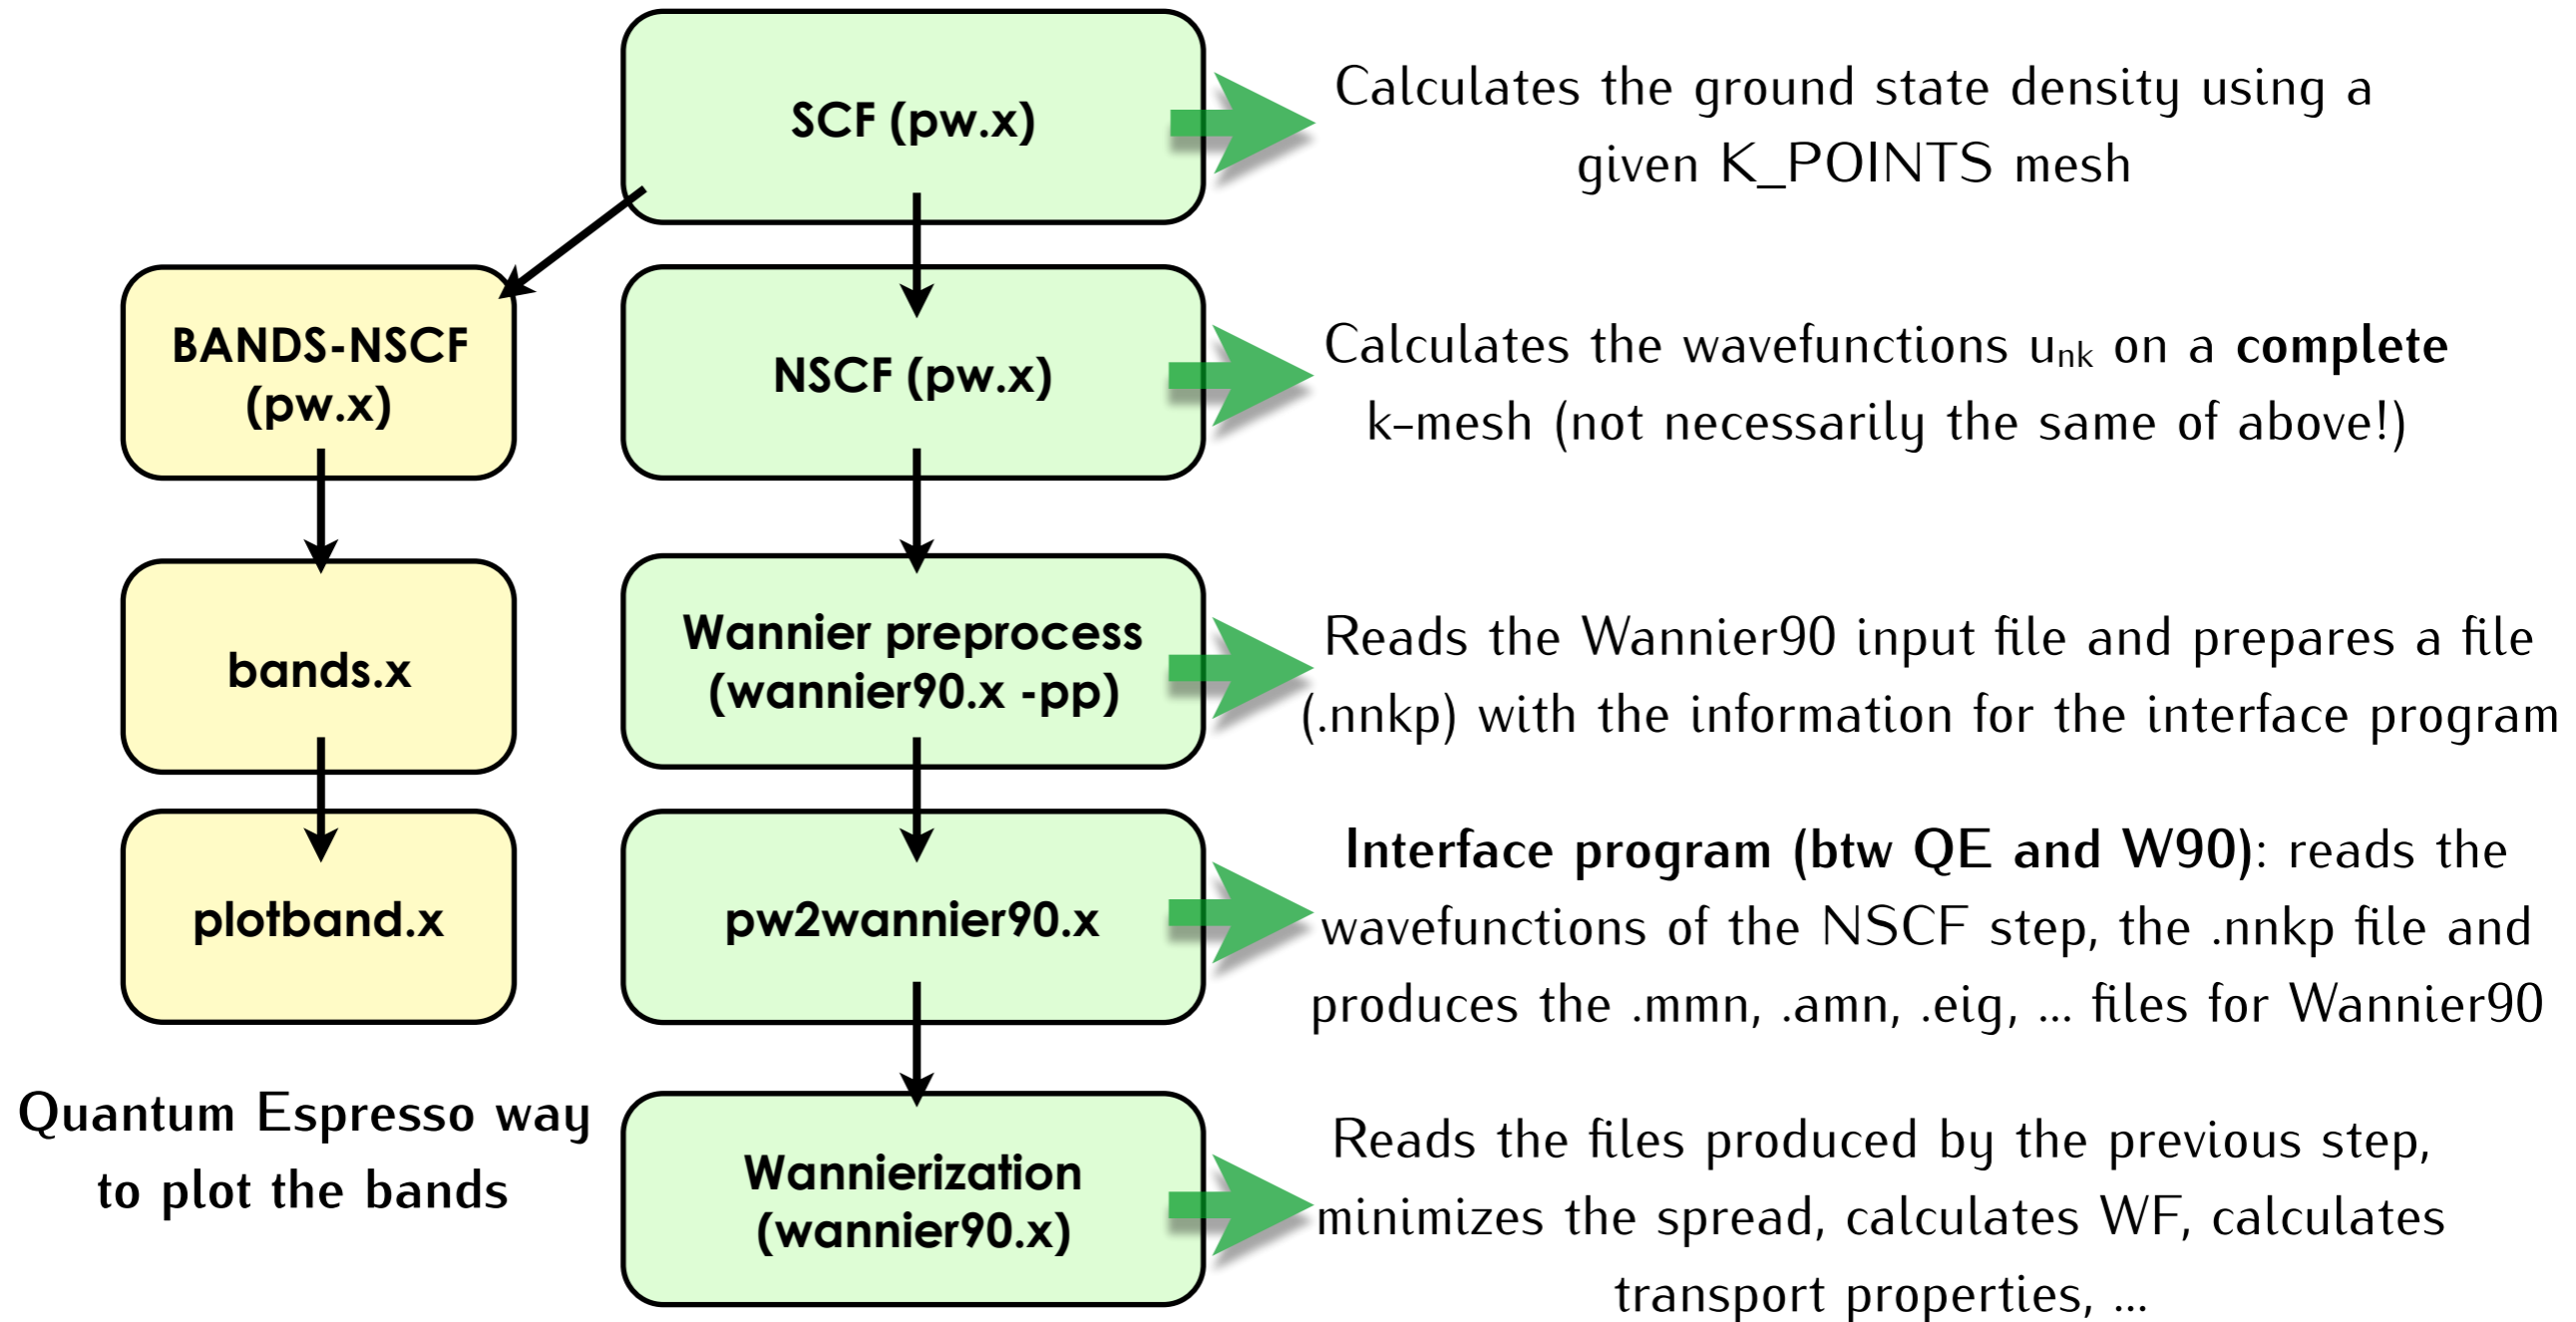 SCF (pw.x)
Calculates the ground state density using a
given K_POINTS mesh
BANDS-NSCF
(pw.x)
NSCF (pw.x)
Calculates the wavefunctions unk on a complete
k-mesh (not necessarily the same of above!)
bands.x
Wannier preprocess
(wannier90.x -pp)
Reads the Wannier90 input file and prepares a file
(.nnkp) with the information for the interface program
plotband.x
pw2wannier90.x
Interface program (btw QE and W90): reads the
wavefunctions of the NSCF step, the .nnkp file and
produces the .mmn, .amn, .eig, ... files for Wannier90
Quantum Espresso way
to plot the bands
Wannierization
(wannier90.x)
Reads the files produced by the previous step,
minimizes the spread, calculates WF, calculates
transport properties, ...